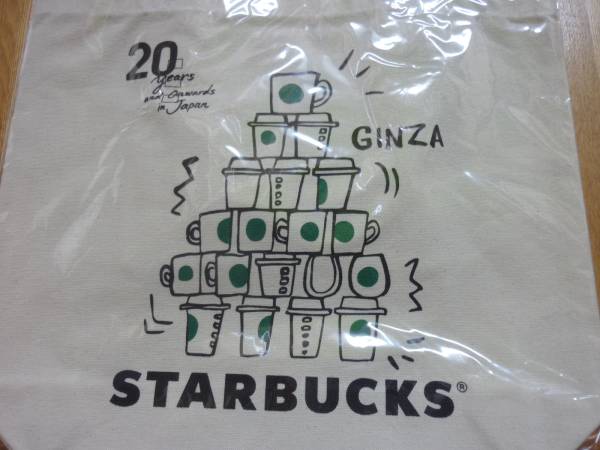 20
Years
and Onwards
in Japan
GINZA
STARBUCKS®